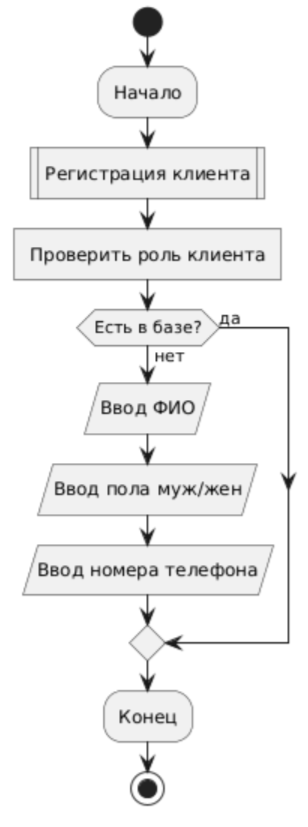 Начало
Регистрация клиента
Проверить роль клиента
Есть в базе?
да
нет
Ввод ФИО
Ввод пола муж/жен
Ввод номера телефона
Конец